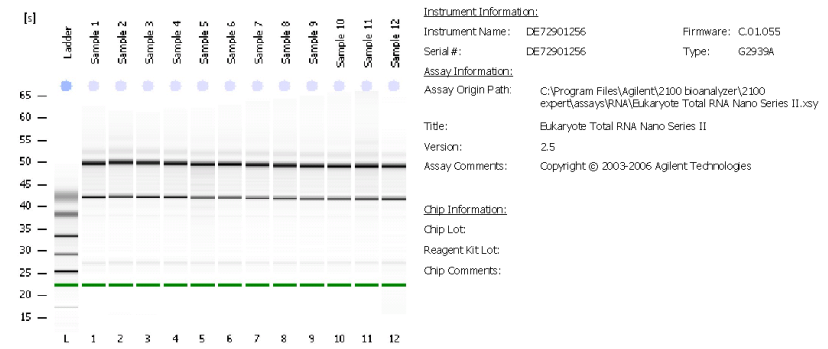 [s]
Ladder
Sample 1
Sample 2
Sample 3
Sample 4
Sample 5
Sample 6
Sample 7
Sample 8
Sample 9
Sample 10
Sample 11
Sample 12
65
60
55
50
45
40
35
30
25
20
15
L 1 2 3 4 5 6 7 8 9 10 11 12
Instrument Information:
Instrument Name: DE72901256 Firmware: C.01.055
Serial#: DE72901256 Type: G2939A
Assay Information:
Assay Origin Path: C:\Program Files\Agilent\2100 bioanalyzer\2100
expert\assays\RNA\Eukaryote Total RNA Nano Series II.xsy
Title: Eukaryote Total RNA Nano Series II
Version: 2.5
Assay Comments: Copyright © 2003-2006 Agilent Technologies
Chip Information:
Chip Lot:
Reagent Kit Lot:
Chip Comments: